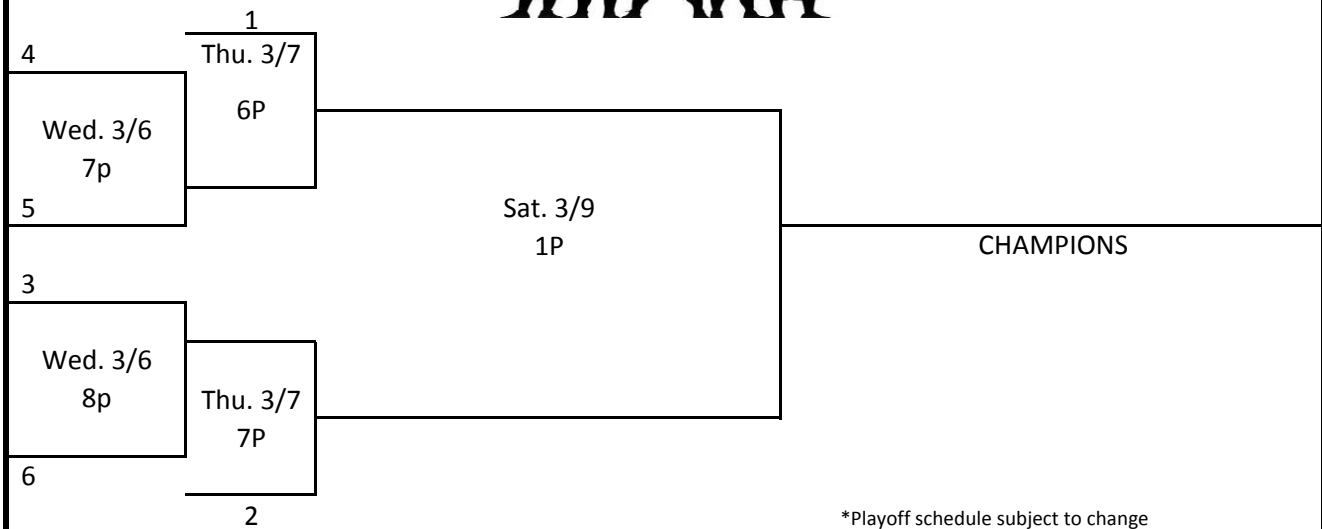 1
4
Thu. 3/7
6P
Wed. 3/6
7p
5
Sat. 3/9
1P
CHAMPIONS
3
Wed. 3/6
8p
Thu. 3/7
7P
6
2
*Playoff schedule subject to change